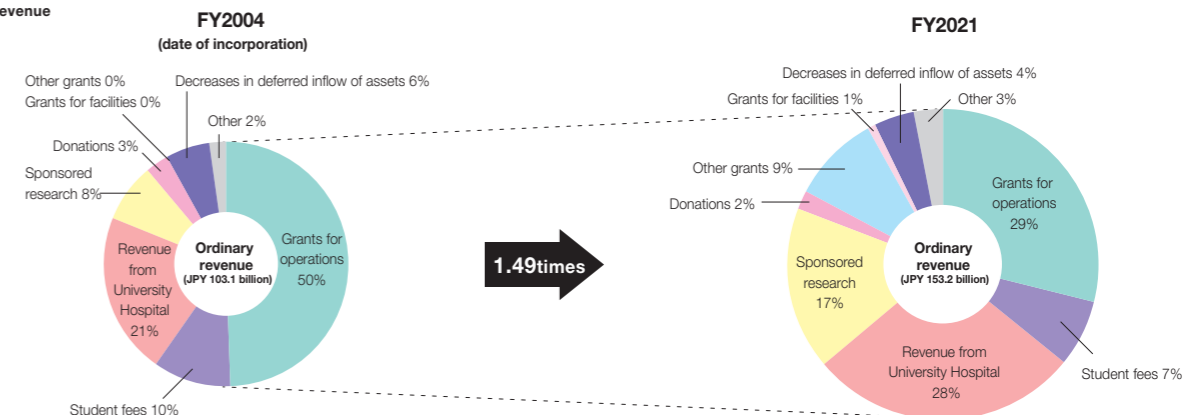 evenue
FY2004
(date of incorporation)
Other grants 0%
Grants for facilities 0%
Decreases in deferred inflow of assets 6%
Other 2%
Donations 3%
Sponsored
research 8%
Revenue
from
University
Hospital
21%
Ordinary
revenue
(JPY 103.1 billion)
Grants for
operations
50%
Student fees 10%
1.49times
FY2021
Decreases in deferred inflow of assets 4%
Grants for facilities 1%
Other 3%
Other grants 9%
Donations 2%
Grants for
operations
29%
Sponsored
research
17%
Ordinary
revenue
(JPY 153.2 billion)
Revenue from
University Hospital
28%
Student fees 7%